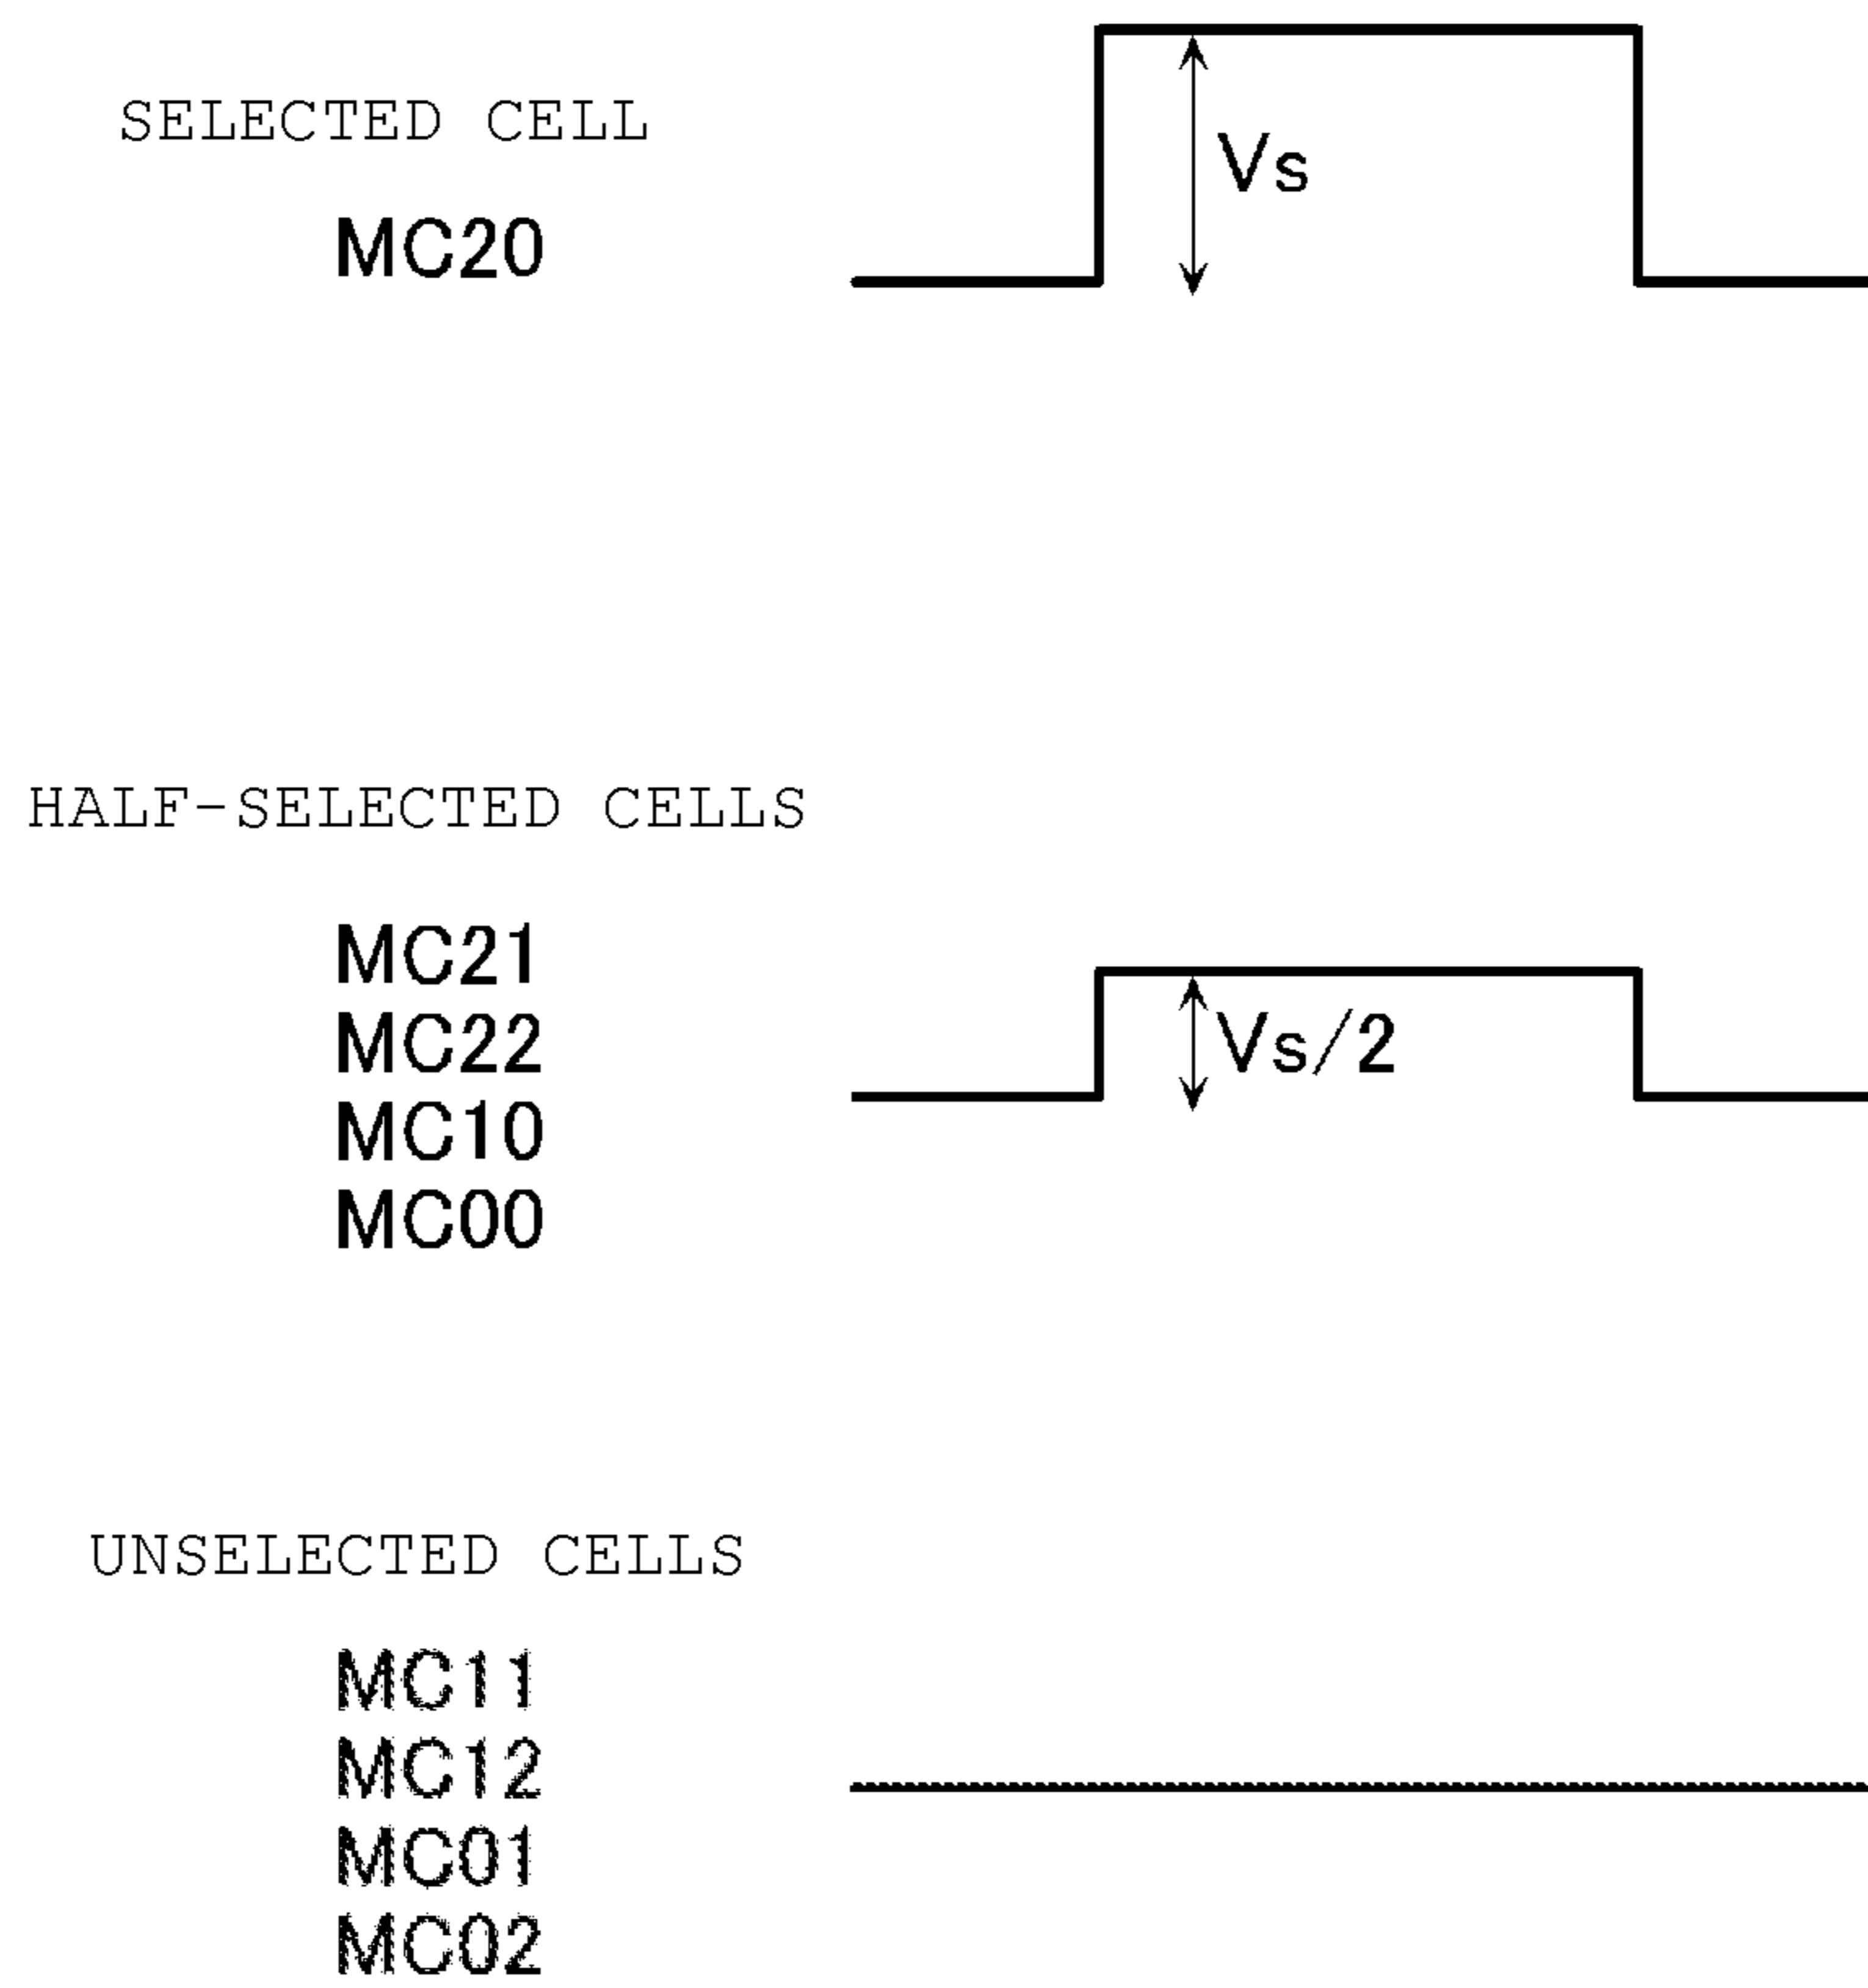 SELECTED CELL
Vs
MC20
HALF-SELECTED CELLS
MC21
MC22
Vs/2
MC10
MC00
UNSELECTED CELLS
MC11
MC12
MC01
MC02